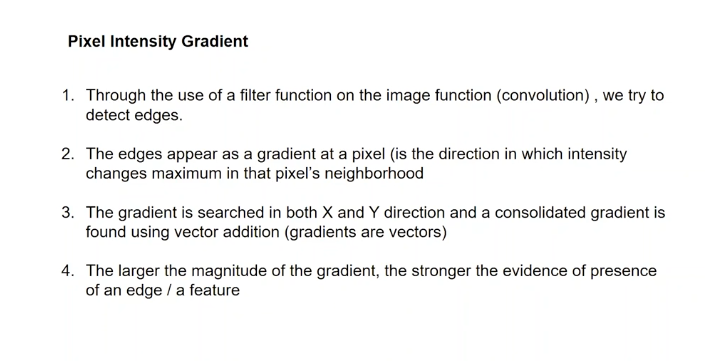 Pixel Intensity Gradient
1. Through the use of a filter function on the image function (convolution) , we try to
detect edges.
2. The edges appear as a gradient at a pixel (is the direction in which intensity
changes maximum in that pixel's neighborhood
3. The gradient is searched in both X and Y direction and a consolidated gradient is
found using vector addition (gradients are vectors)
4. The larger the magnitude of the gradient, the stronger the evidence of presence
of an edge / a feature